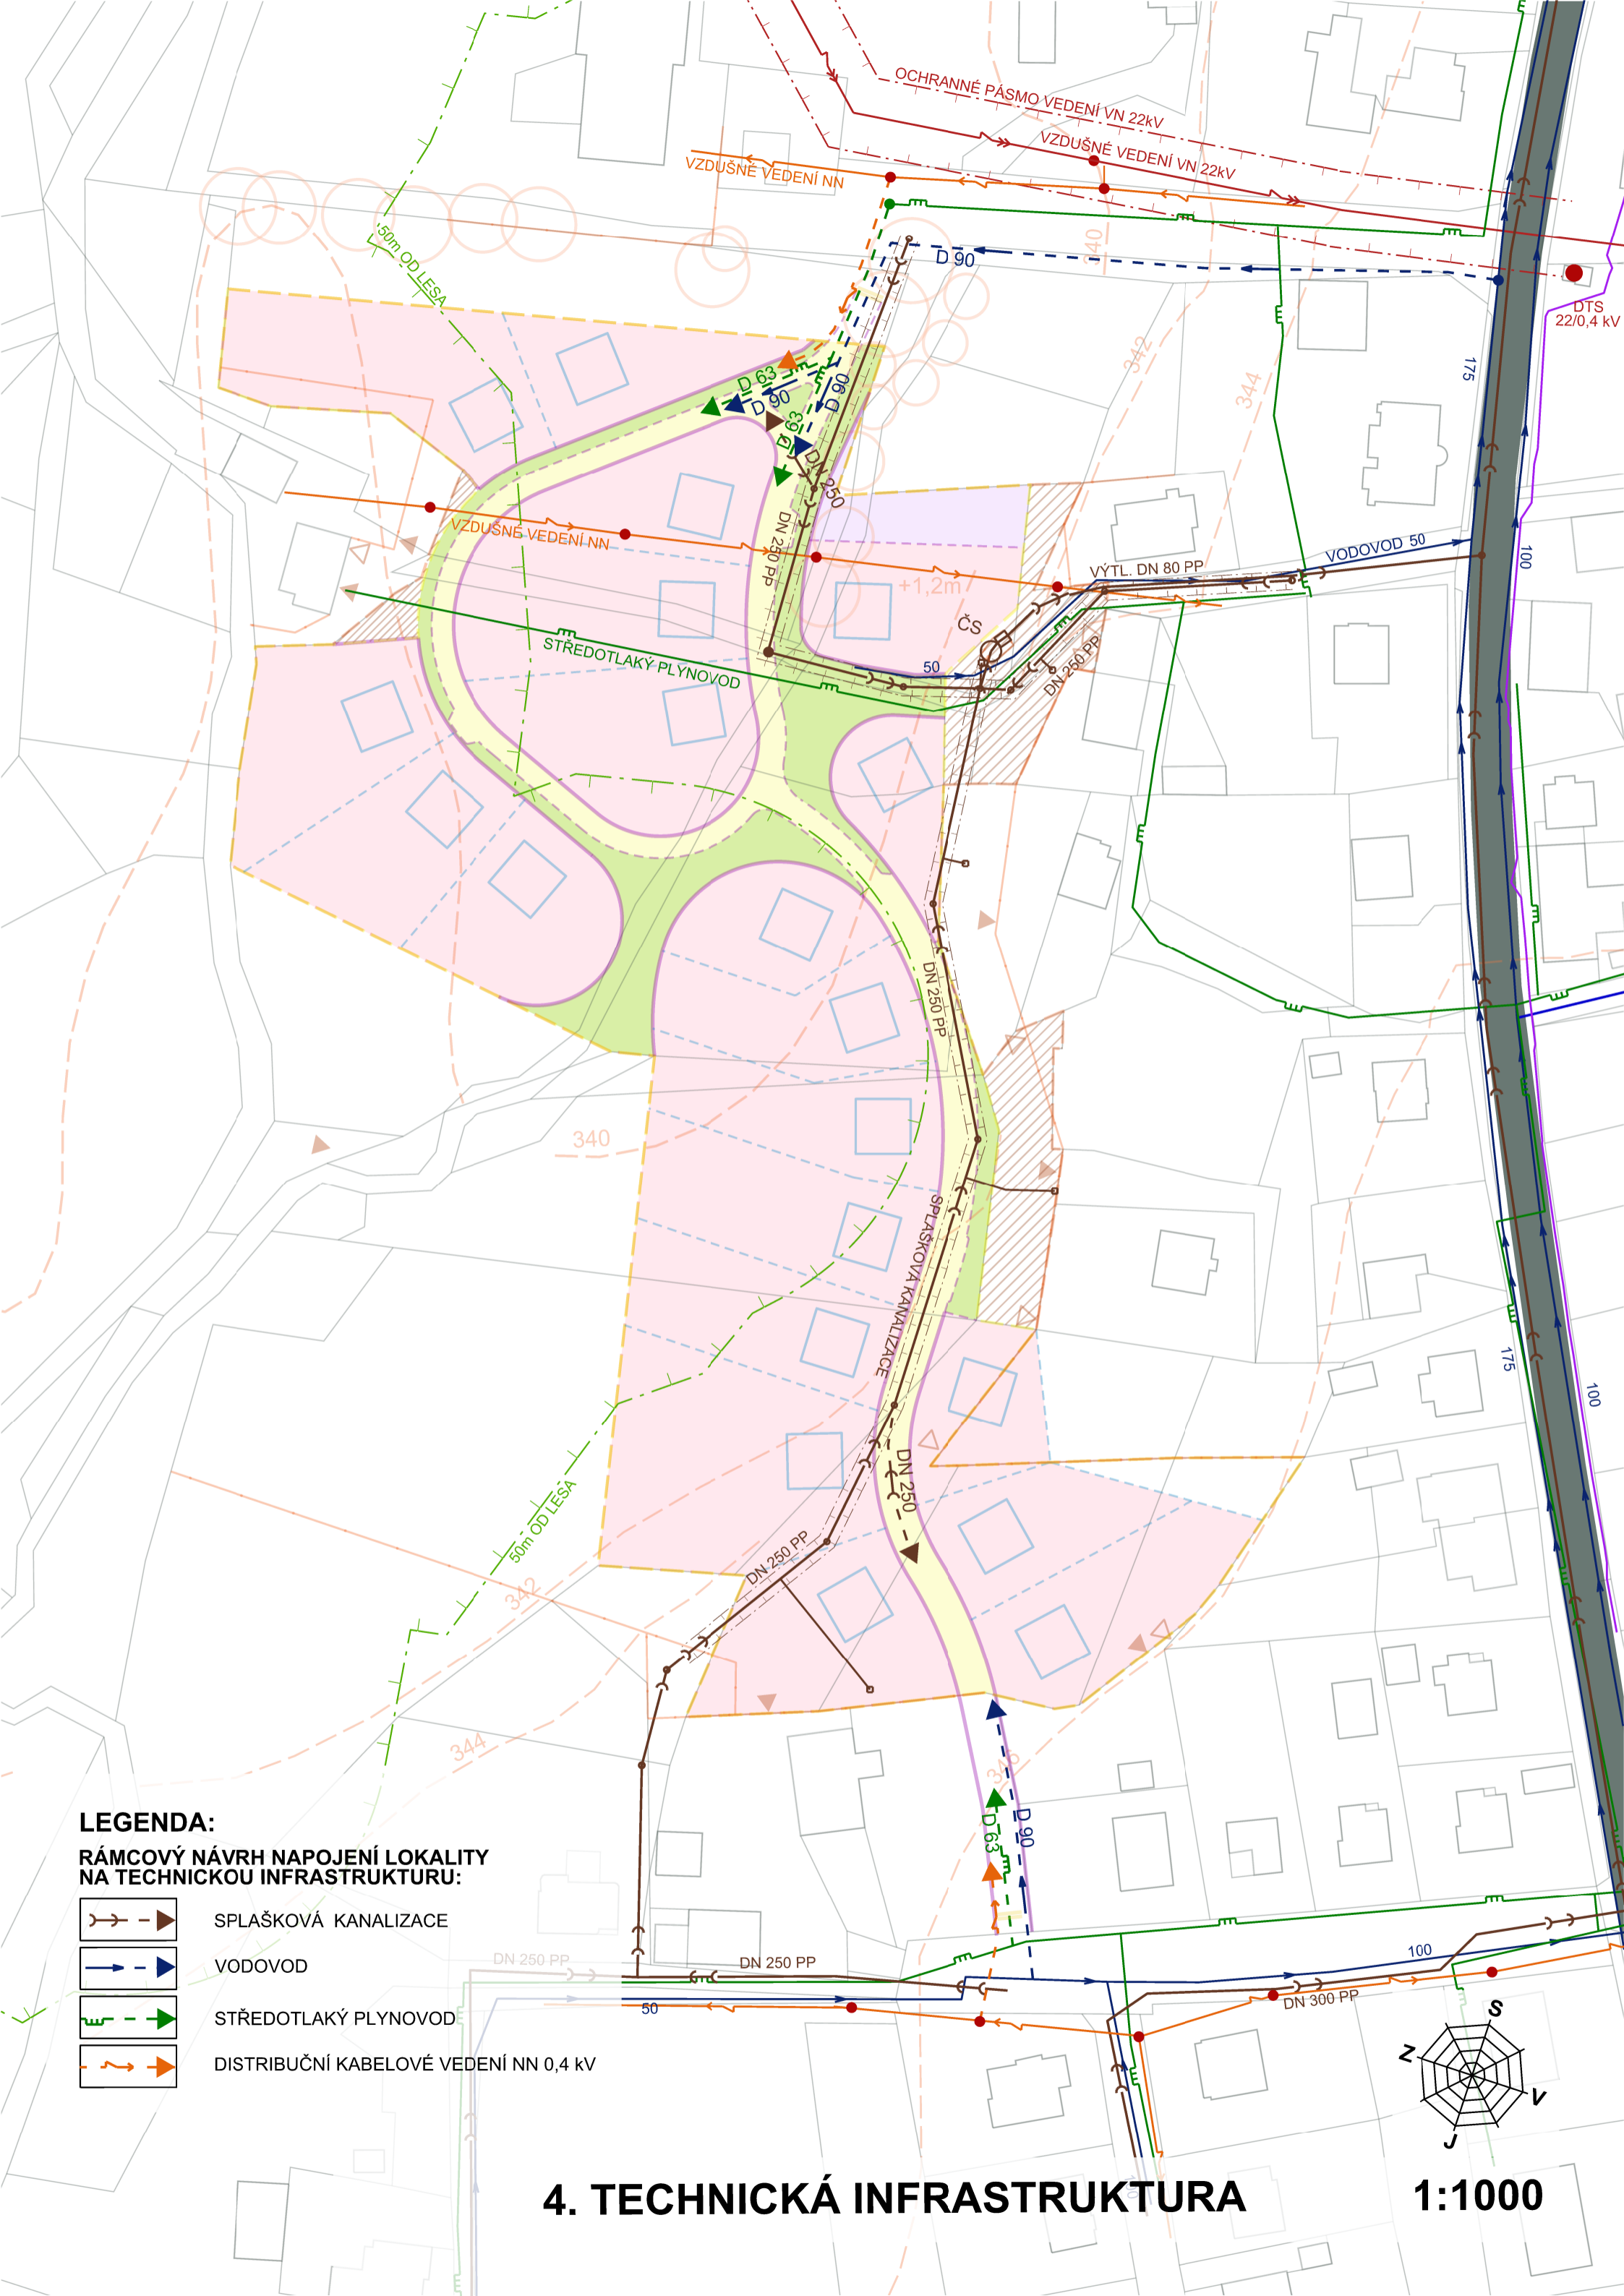 OCHRANNÉ PÁSMO VEDENÍ VN 22kV
VZDUŠNÉ VEDENÍ VN 22kV
VZDUŠNÉ VEDENÍ NN
50m OD LESA
340
D 90
DTS
22/0,4 kV
342
344
175
D 63
D 90
D 90
D 63
DN 250
DN 250 PP
VZDUŠNÉ VEDENÍ NN
+1,2m
VODOVOD 50
100
VÝTL. DN 80 PP
ČS
STŘEDOTLAKÝ PLYNOVOD
50
DN 250 PP
DN 250 PP
340
SPLAŠKOVÁ KANALIZACE
175
100
DN 250
50m OD LESA
DN 250 PP
342
344
346
D 63
D 90
LEGENDA:
RÁMCOVÝ NÁVRH NAPOJENÍ LOKALITY
NA TECHNICKOU INFRASTRUKTURU:
SPLAŠKOVÁ KANALIZACE
VODOVOD
STŘEDOTLAKÝ PLYNOVOD
DISTRIBUČNÍ KABELOVÉ VEDENÍ NN 0,4 kV
DN 250 PP
DN 250 PP
50
100
DN 300 PP
S
Z
V
J
4. TECHNICKÁ INFRASTRUKTURA
1:1000